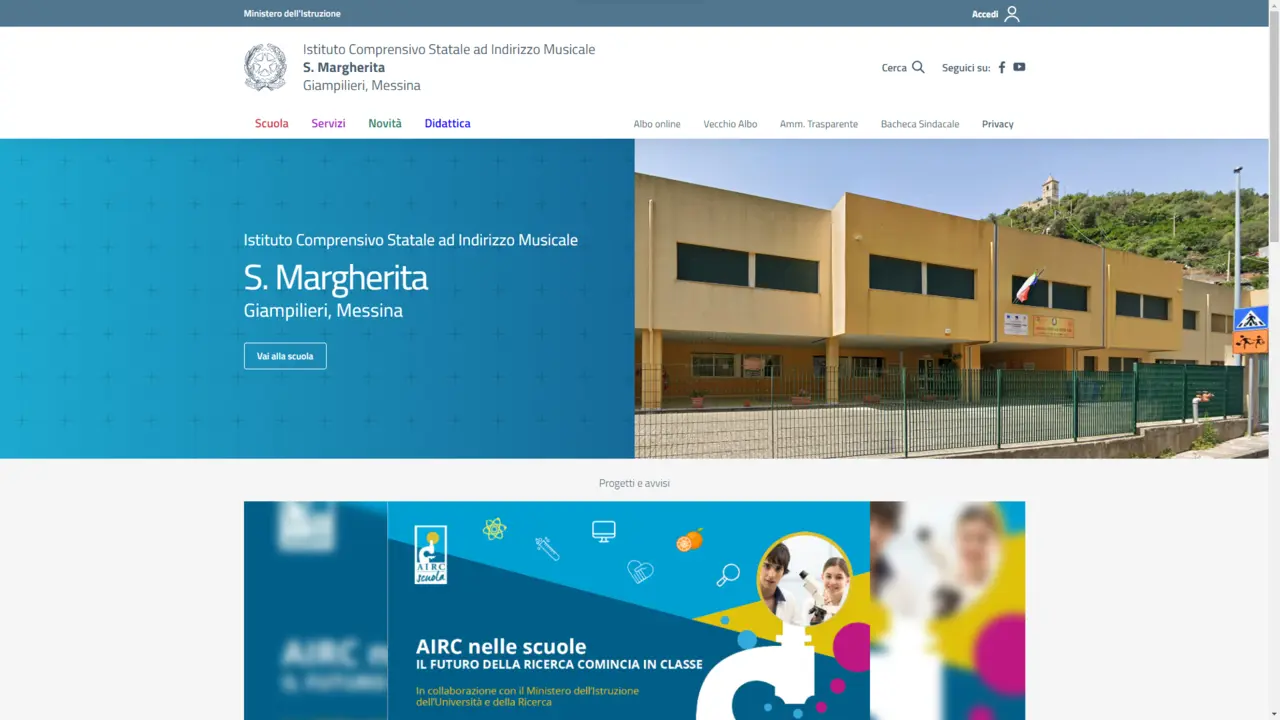 Ministero dell'Istruzione
Accedi
Istituto Comprensivo Statale ad Indirizzo Musicale
S. Margherita
Giampilieri, Messina
Cerca
Seguici su:
Scuola
Servizi
Novità
Didattica
Albo online
Vecchio Albo
Amm. Trasparente
Bacheca Sindacale
Privacy
Istituto Comprensivo Statale ad Indirizzo Musicale
S. Margherita
Giampilieri, Messina
Vai alla scuola
Progetti e avvisi
AIRC
scuola
AIRC nelle scuole
IL FUTURO DELLA RICERCA COMINCIA IN CLASSE
In collaborazione con il Ministero dell'Istruzione
dell'Università e della Ricerca